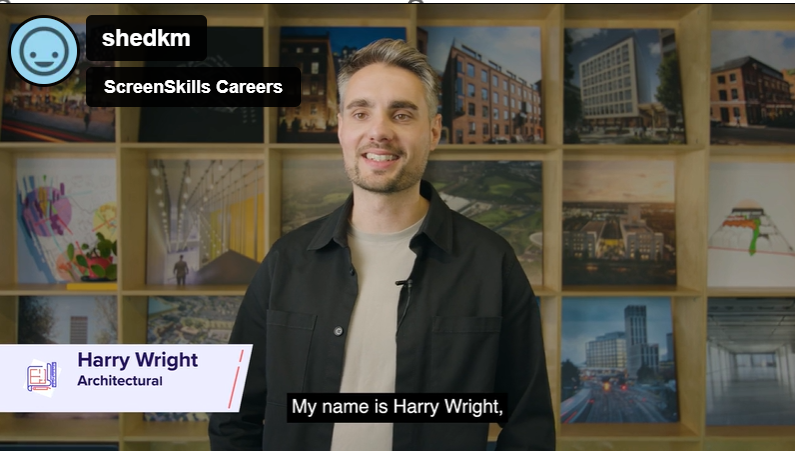 shedkm
ScreenSkills Careers
Harry Wright
Architectural
My name is Harry Wright,